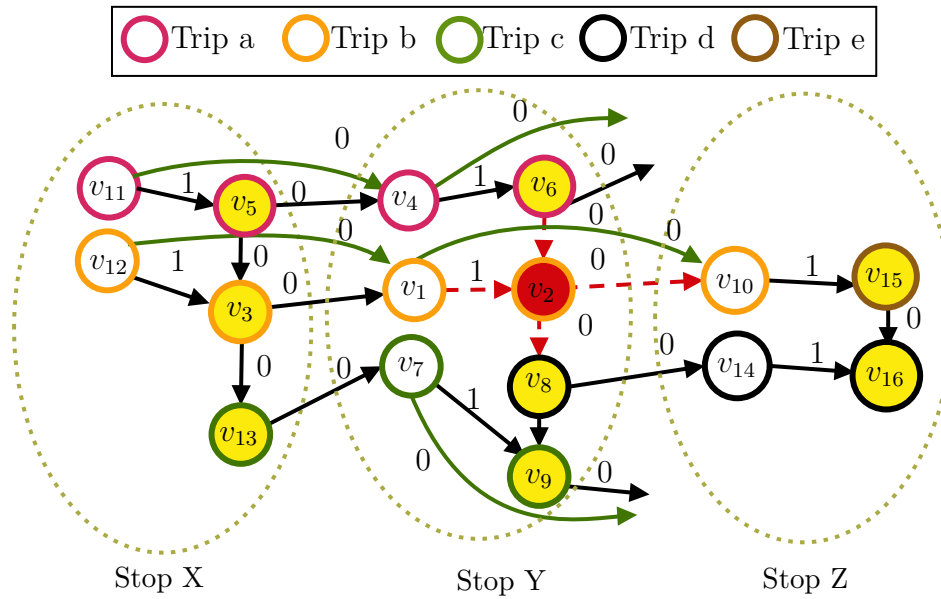 Trip a Trip b Trip c Trip d Trip e
0 0
v11 1 v5 0 v4 1 v6 0
v12 1 0 0 0 0
v3 0 v1 1 v2 0 v10 1 v15
0 0 0 0
v13 0 v7 1 v8 0 v14 1 v16
0 v9 0
Stop X Stop Y Stop Z